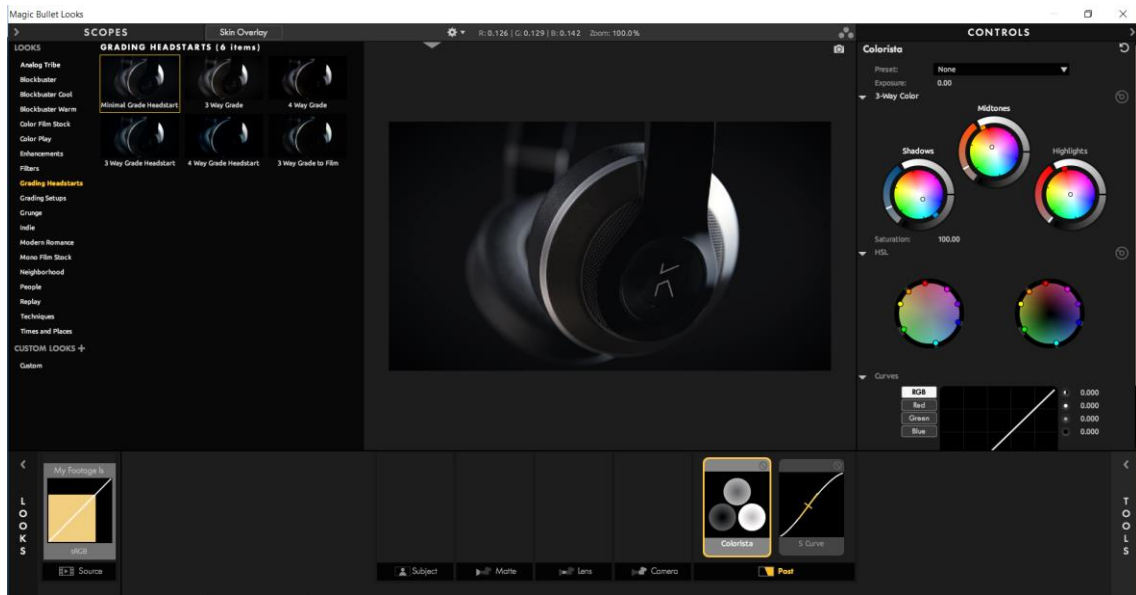 Magic Bullet Looks
SCOPES
Skin Overlay
R: 0.126 | G: 0.129 | B: 0.142 Zoom: 100.0%
CONTROLS
LOOKS
Analog Tribe
Blockbuster
Blockbuster Cool
Blockbuster Warm
Color Film Stock
Color Play
Enhancements
Filters
Grading Headstarts
Grading Setups
Grunge
Indie
Modern Romance
Mono Film Stock
Neighborhood
People
Replay
Techniques
Times and Places
CUSTOM LOOKS +
Custom
GRADING HEADSTARTS (6 items)
Minimal Grade Headstart
3 Way Grade
4 Way Grade
3 Way Grade Headstart
4 Way Grade Headstart
3 Way Grade to Film
Colorista
Preset: None
Exposure: 0.00
3-Way Color
Midtones
Shadows
Highlights
Saturation: 100.00
HSL
Curves
RGB
Red
Green
Blue
0.000
0.000
0.000
0.000
LOOKS
My Footage Is
sRGB
Source
Subject
Matte
Lens
Camera
Colorista
S Curve
Post
TOOLS